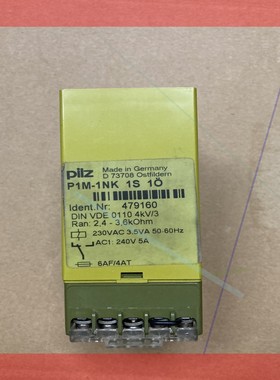 pilz
Made in Germany
D 73708 Ostfildern
P1M-1NK 1S 1Ö
Ident.Nr: 479160
DIN VDE 0110 4kV/3
Ran: 2,4 - 3,6kOhm
230VAC 3.5VA 50-60Hz
AC1: 240V 5A
6AF/4AT